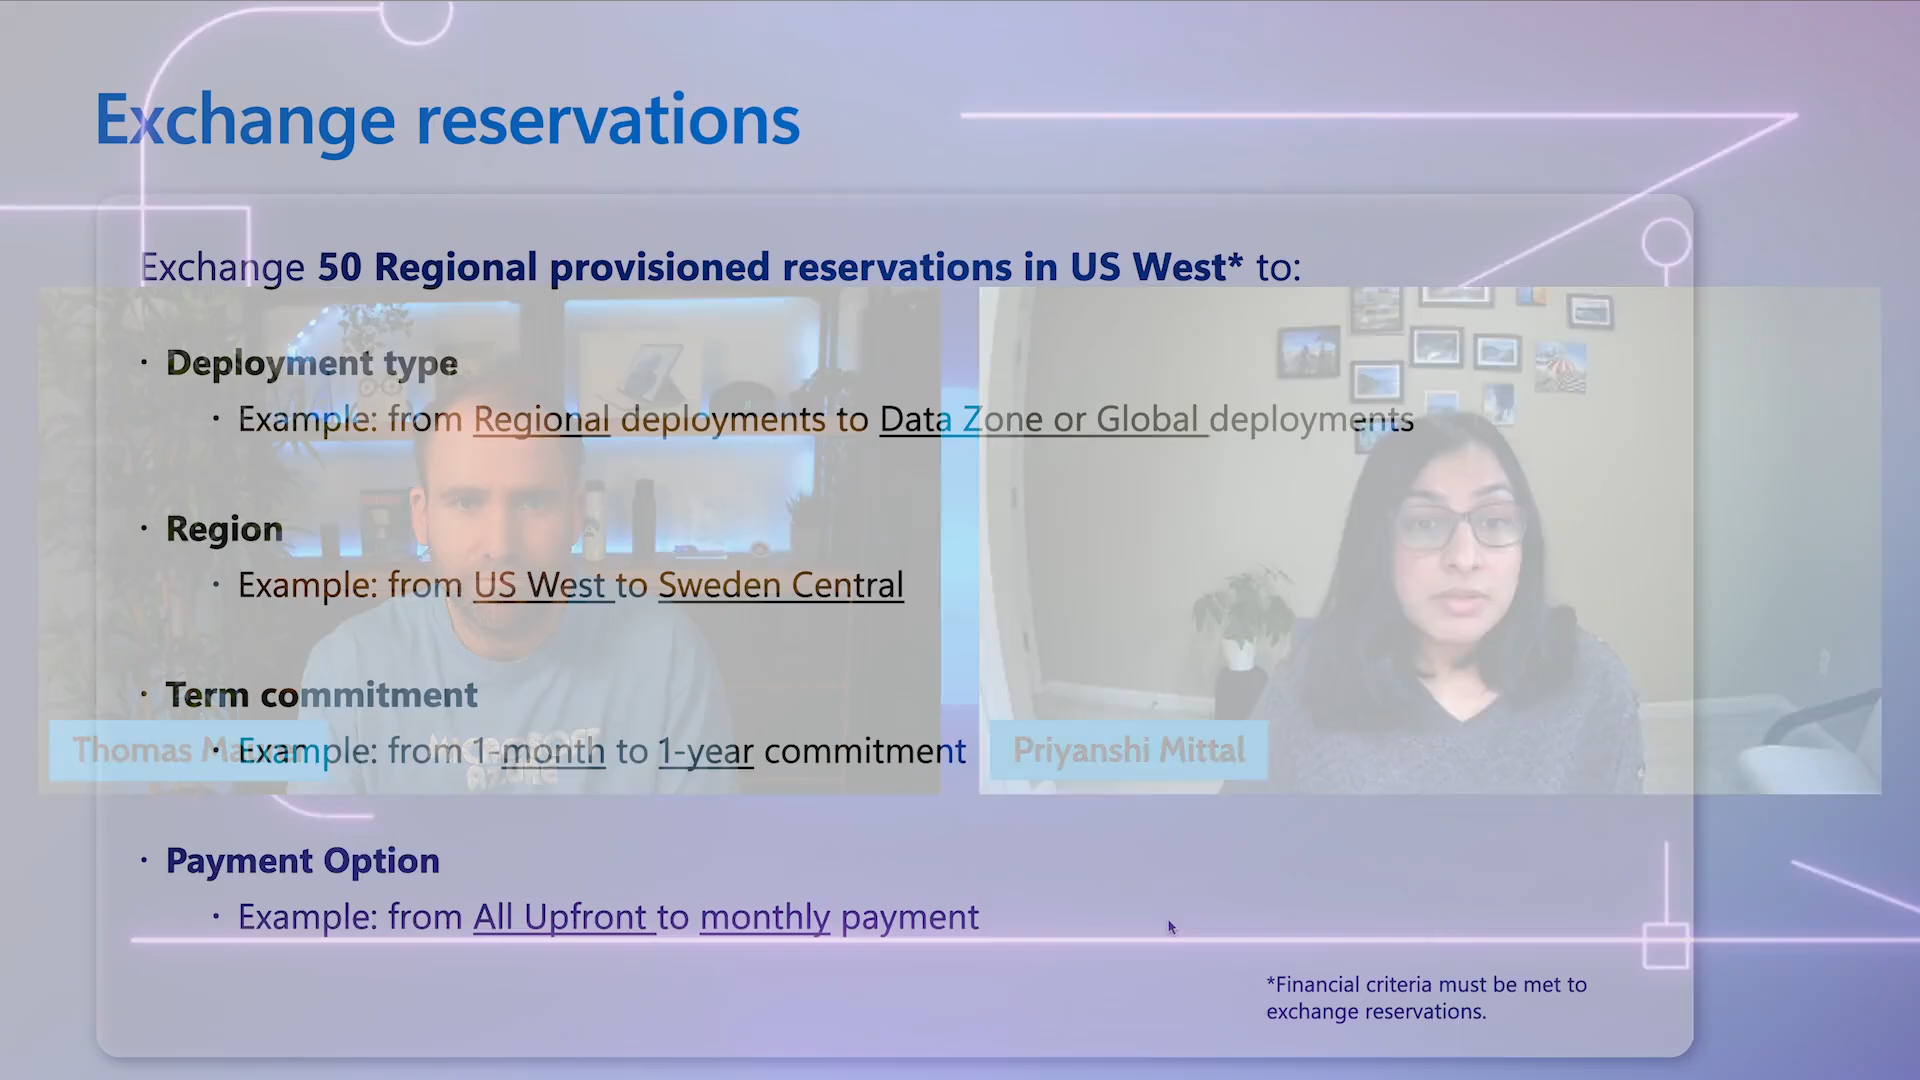 Exchange reservations
Exchange 50 Regional provisioned reservations in US West* to:
· Deployment type
· Example: from Regional deployments to Data Zone or Global deployments
· Region
· Example: from US West to Sweden Central
· Term commitment
· Example: from 1-month to 1-year commitment
Thomas
MICROSOFT
AZURE
Priyanshi Mittal
· Payment Option
· Example: from All Upfront to monthly payment
*Financial criteria must be met to
exchange reservations.